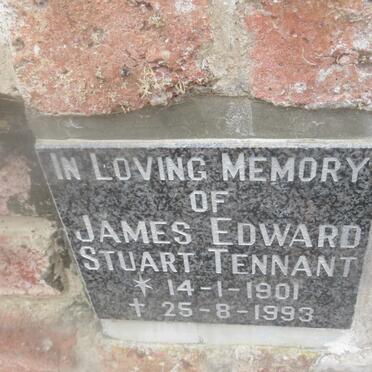 IN LOVING MEMORY
OF
JAMES EDWARD
STUART TENNANT
* 14-1-1901
✝ 25-8-1993